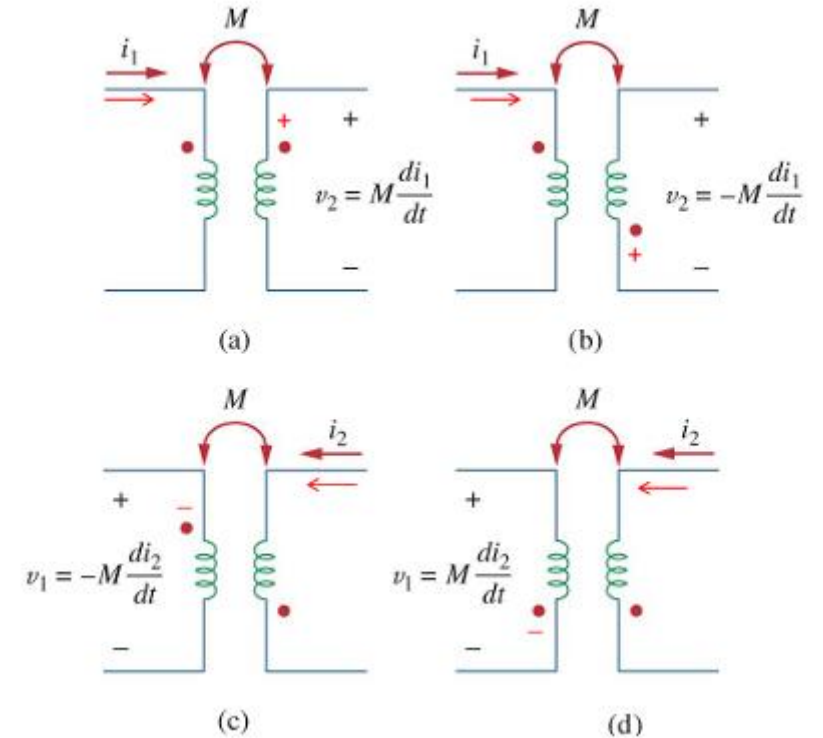 M M
i₁ i₁
+ + +
v₂ = M di₁/dt v₂ = −M di₁/dt
+
− −
(a) (b)
M M
i₂ i₂
+ − +
v₁ = −M di₂/dt v₁ = M di₂/dt
−
− −
(c) (d)